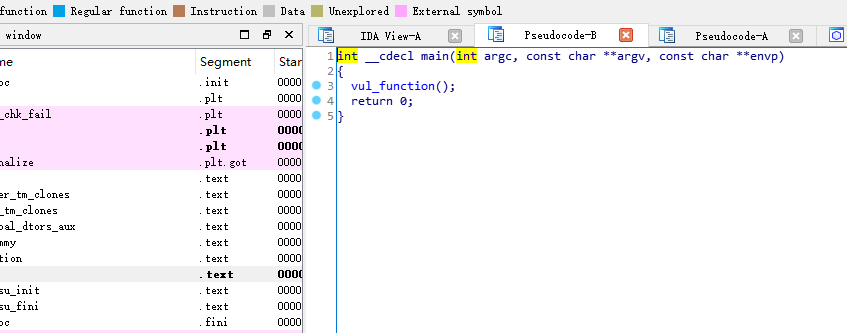 function Regular function Instruction Data Unexplored External symbol
window
IDA View-A Pseudocode-B Pseudocode-A
me Segment Star
oc .init 0000
.plt 0000
_chk_fail .plt 0000
.plt 0000
.plt 0000
nalize .plt.got 0000
.text 0000
er_tm_clones .text 0000
_tm_clones .text 0000
bal_dtors_aux .text 0000
mmy .text 0000
tion .text 0000
.text 0000
su_init .text 0000
su_fini .text 0000
oc .fini 0000
1 int __cdecl main(int argc, const char **argv, const char **envp)
2 {
3 vul_function();
4 return 0;
5 }